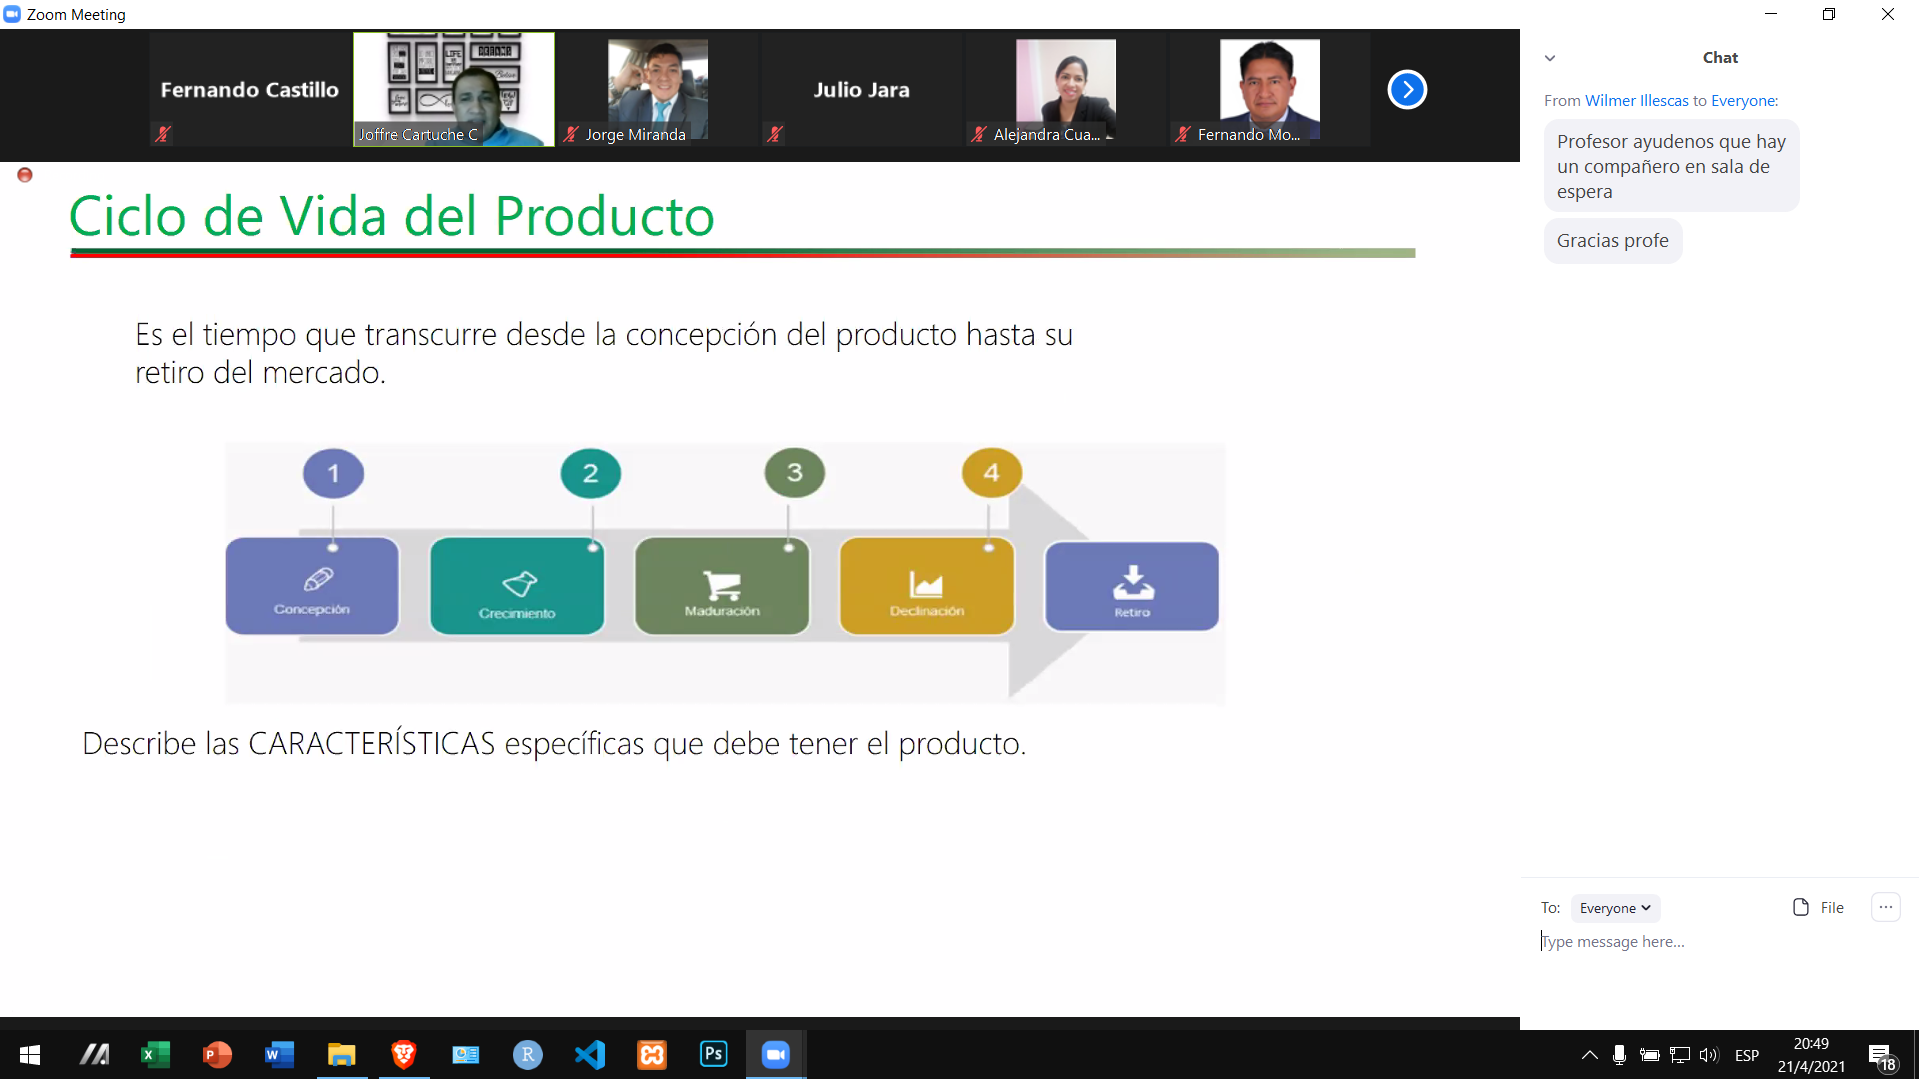 Zoom Meeting
Fernando Castillo
Joffre Cartuche C
Jorge Miranda
Julio Jara
Alejandra Cua...
Fernando Mo...
Ciclo de Vida del Producto
Es el tiempo que transcurre desde la concepción del producto hasta su
retiro del mercado.
1
2
3
4
Concepción
Crecimiento
Maduración
Declinación
Retiro
Describe las CARACTERÍSTICAS específicas que debe tener el producto.
Chat
From Wilmer Illescas to Everyone:
Profesor ayudenos que hay
un compañero en sala de
espera
Gracias profe
To: Everyone
File
Type message here...
ESP
20:49
21/4/2021
18